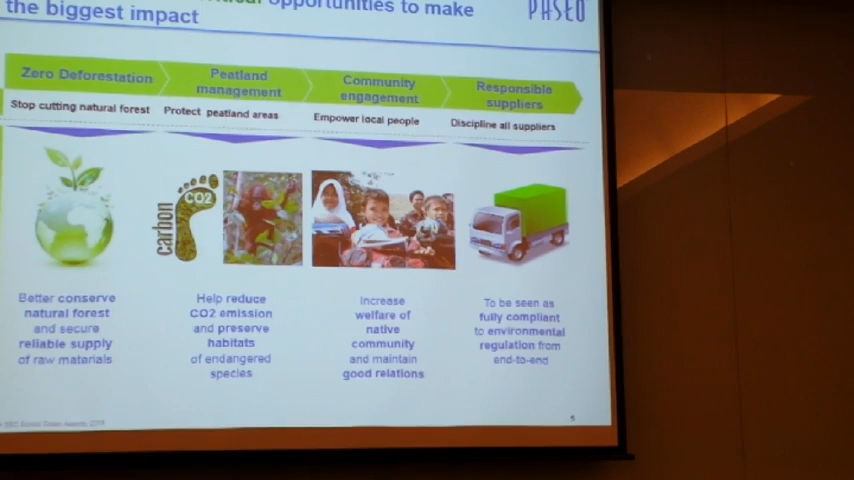 opportunities to make
the biggest impact
PASEO
Zero Deforestation
Peatland
management
Community
engagement
Responsible
suppliers
Stop cutting natural forest
Protect peatland areas
Empower local people
Discipline all suppliers
carbon
CO2
Better conserve
natural forest
and secure
reliable supply
of raw materials
Help reduce
CO2 emission
and preserve
habitats
of endangered
species
Increase
welfare of
native
community
and maintain
good relations
To be seen as
fully compliant
to environmental
regulation from
end-to-end